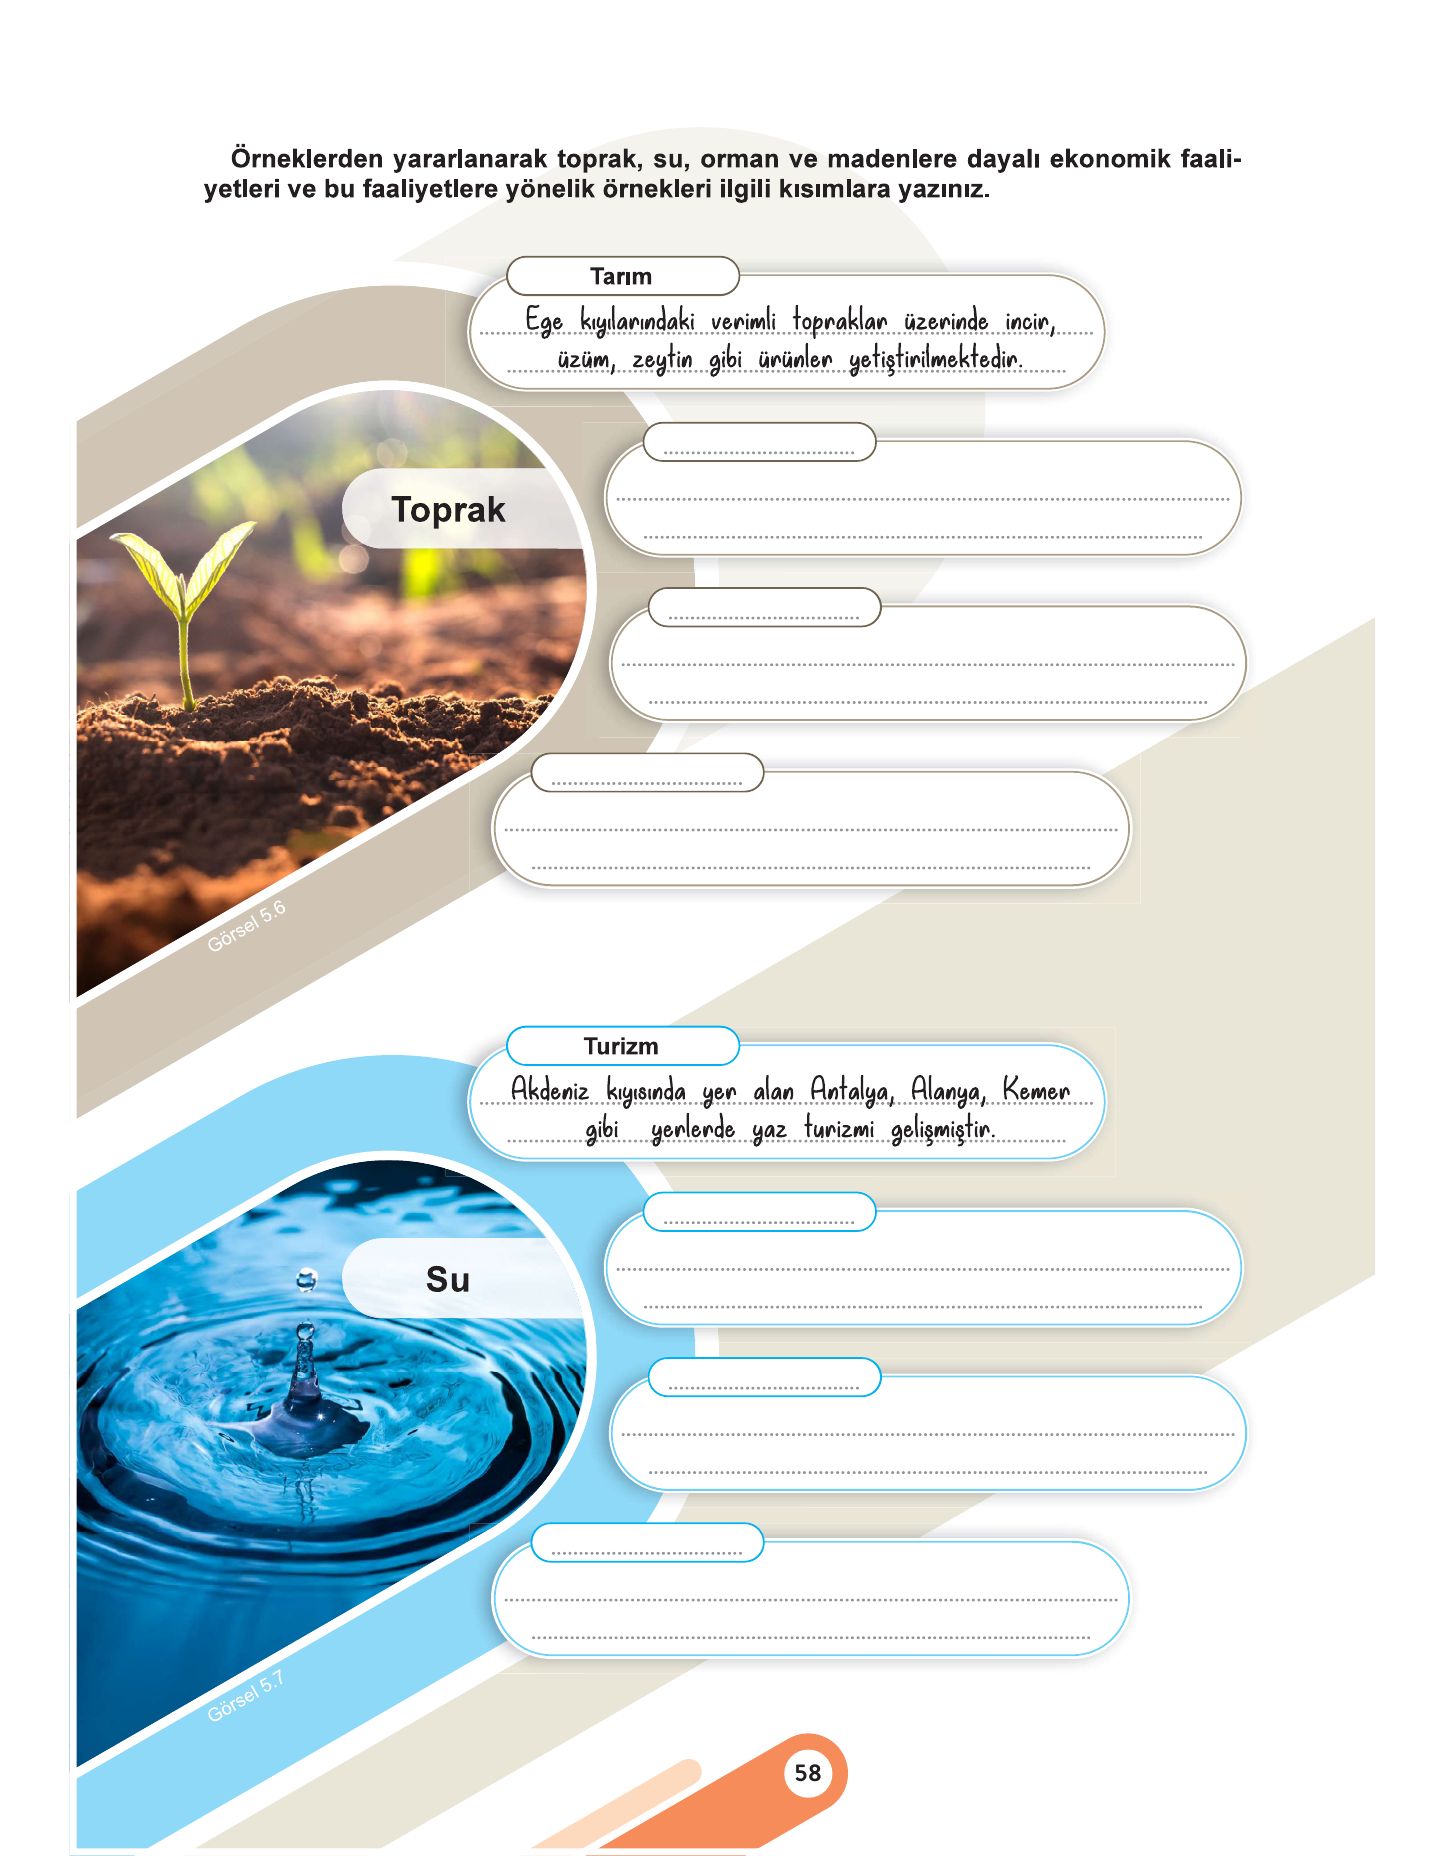 Örneklerden yararlanarak toprak, su, orman ve madenlere dayalı ekonomik faali-
yetleri ve bu faaliyetlere yönelik örnekleri ilgili kısımlara yazınız.
Tarım
Ege kıyılarındaki verimli topraklar üzerinde incir,
üzüm, zeytin gibi ürünler yetiştirilmektedir.
Toprak
Görsel 5.6
Turizm
Akdeniz kıyısında yer alan Antalya, Alanya, Kemer
gibi yerlerde yaz turizmi gelişmiştir.
Su
Görsel 5.7
58